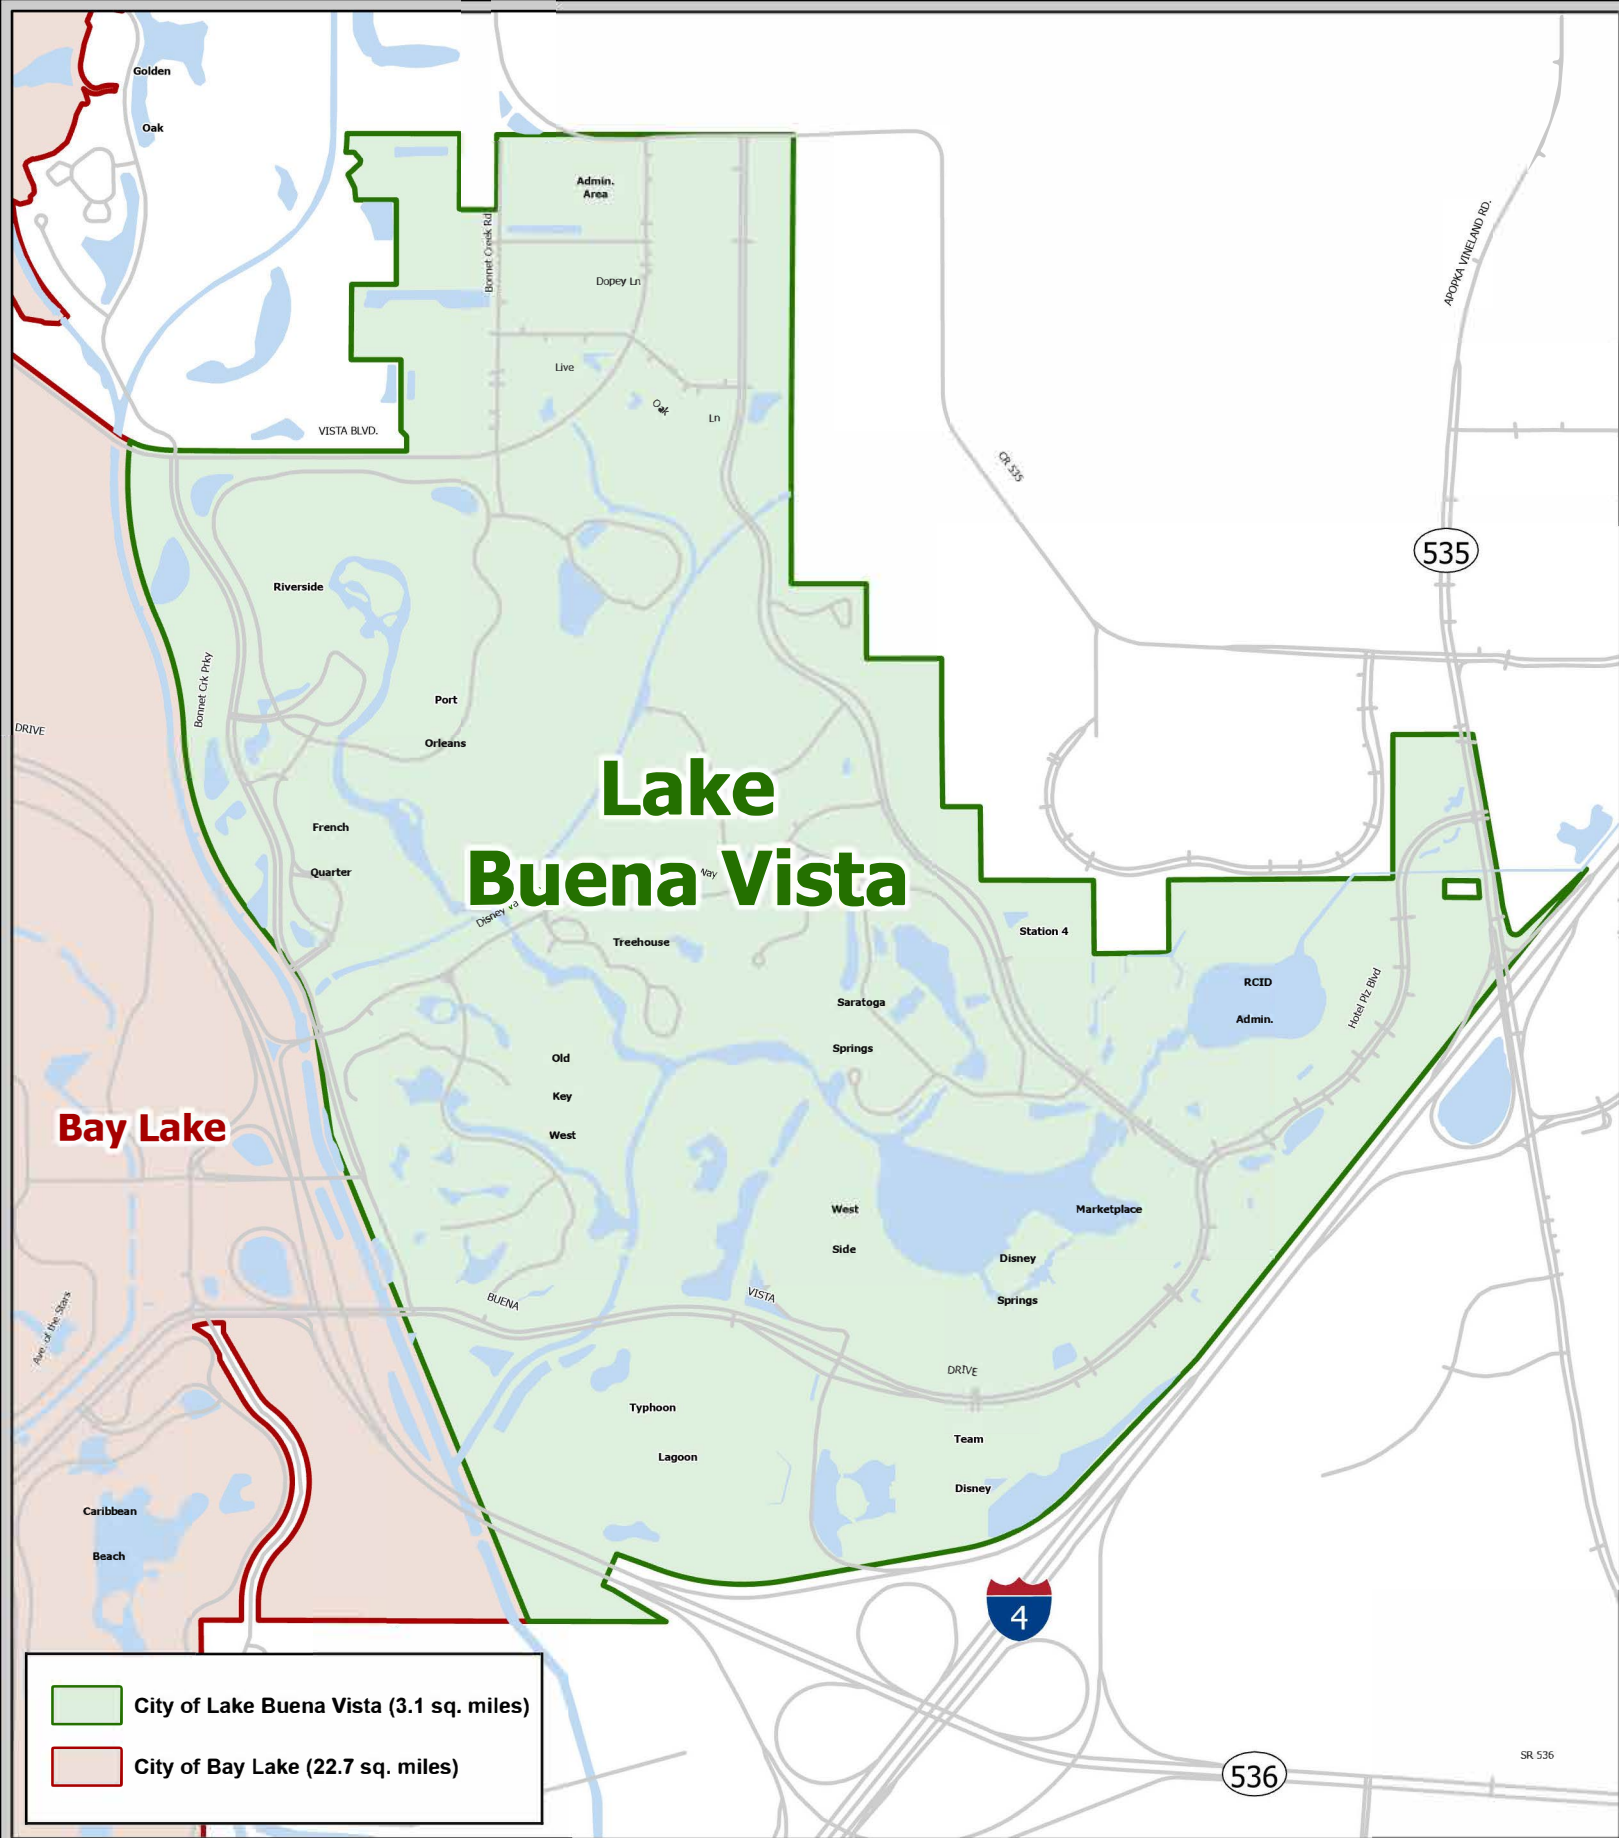 Golden
Oak
Admin.
Area
Bonnet Creek Rd
Dopey Ln
APOPKA VINELAND RD.
Live
Oak
Ln
VISTA BLVD.
CR 535
535
Riverside
Bonnet Crk Prky
Port
Orleans
DRIVE
Lake
Buena Vista
French
Quarter
Way
Disney Va
Treehouse
Station 4
RCID
Admin.
Hotel Plz Blvd
Saratoga
Springs
Old
Key
West
Bay Lake
West
Side
Marketplace
Disney
Springs
Ave. of the Stars
BUENA
VISTA
DRIVE
Typhoon
Lagoon
Team
Disney
Caribbean
Beach
4
City of Lake Buena Vista (3.1 sq. miles)
City of Bay Lake (22.7 sq. miles)
SR 536
536